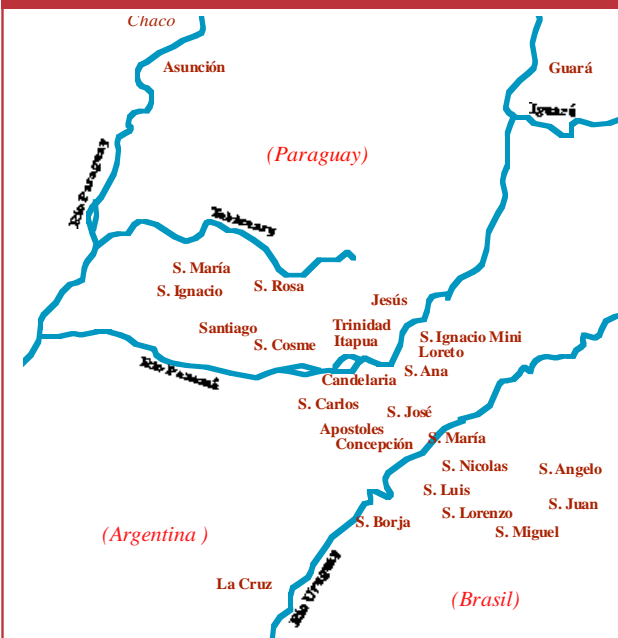 Chaco
Asunción
Guará
Iguazú
(Paraguay)
Río Paraguay
Tebicuary
S. María
S. Ignacio
S. Rosa
Jesús
Santiago
Trinidad
Itapua
S. Cosme
S. Ignacio Mini
Loreto
S. Ana
Río Paraná
Candelaria
S. Carlos
S. José
Apostoles
Concepción
S. María
S. Nicolas
S. Angelo
S. Luis
S. Juan
S. Lorenzo
S. Borja
S. Miguel
(Argentina )
La Cruz
Río Uruguay
(Brasil)